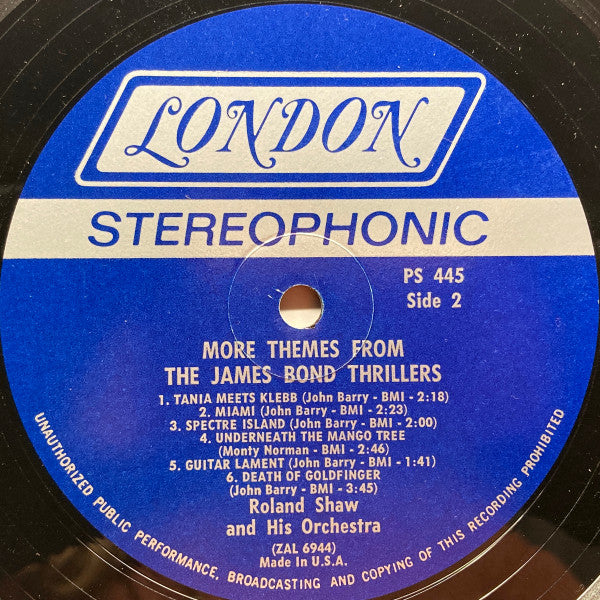 LONDON
STEREOPHONIC
PS 445
Side 2
MORE THEMES FROM
THE JAMES BOND THRILLERS
1. TANIA MEETS KLEBB (John Barry - BMI - 2:18)
2. MIAMI (John Barry - BMI - 2:23)
3. SPECTRE ISLAND (John Barry - BMI - 2:00)
4. UNDERNEATH THE MANGO TREE
(Monty Norman - BMI - 2:46)
5. GUITAR LAMENT (John Barry - BMI - 1:41)
6. DEATH OF GOLDFINGER
(John Barry - BMI - 3:45)
Roland Shaw
and His Orchestra
(ZAL 6944)
Made in U.S.A.
UNAUTHORIZED PUBLIC PERFORMANCE, BROADCASTING AND COPYING OF THIS RECORDING PROHIBITED